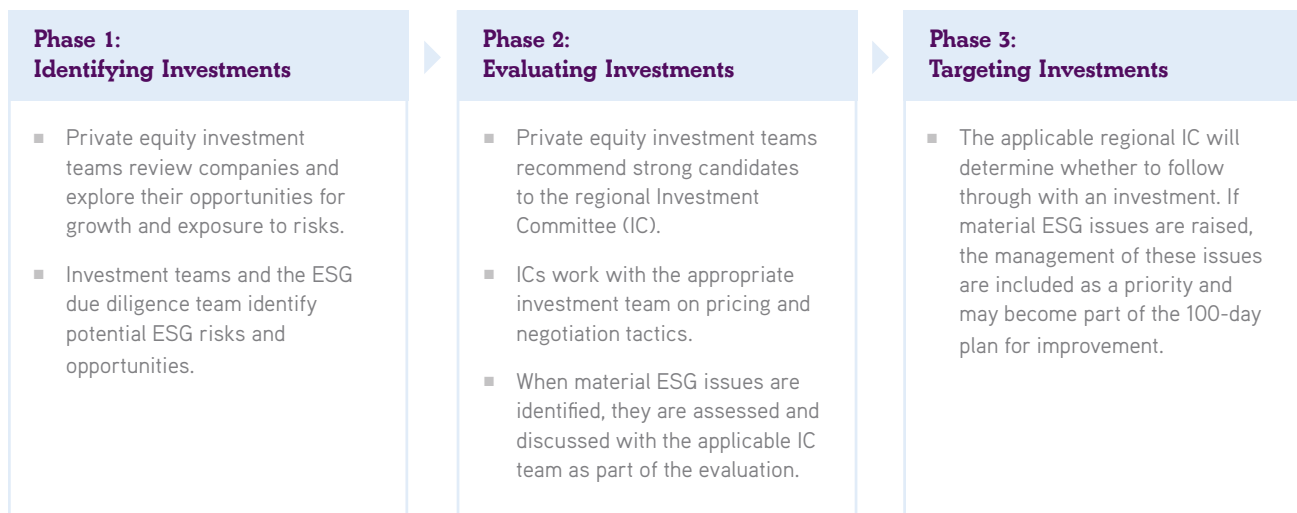 Phase 1:
Identifying Investments
■ Private equity investment
teams review companies and
explore their opportunities for
growth and exposure to risks.
■ Investment teams and the ESG
due diligence team identify
potential ESG risks and
opportunities.
Phase 2:
Evaluating Investments
■ Private equity investment teams
recommend strong candidates
to the regional Investment
Committee (IC).
■ ICs work with the appropriate
investment team on pricing and
negotiation tactics.
■ When material ESG issues are
identified, they are assessed and
discussed with the applicable IC
team as part of the evaluation.
Phase 3:
Targeting Investments
■ The applicable regional IC will
determine whether to follow
through with an investment. If
material ESG issues are raised,
the management of these issues
are included as a priority and
may become part of the 100-day
plan for improvement.